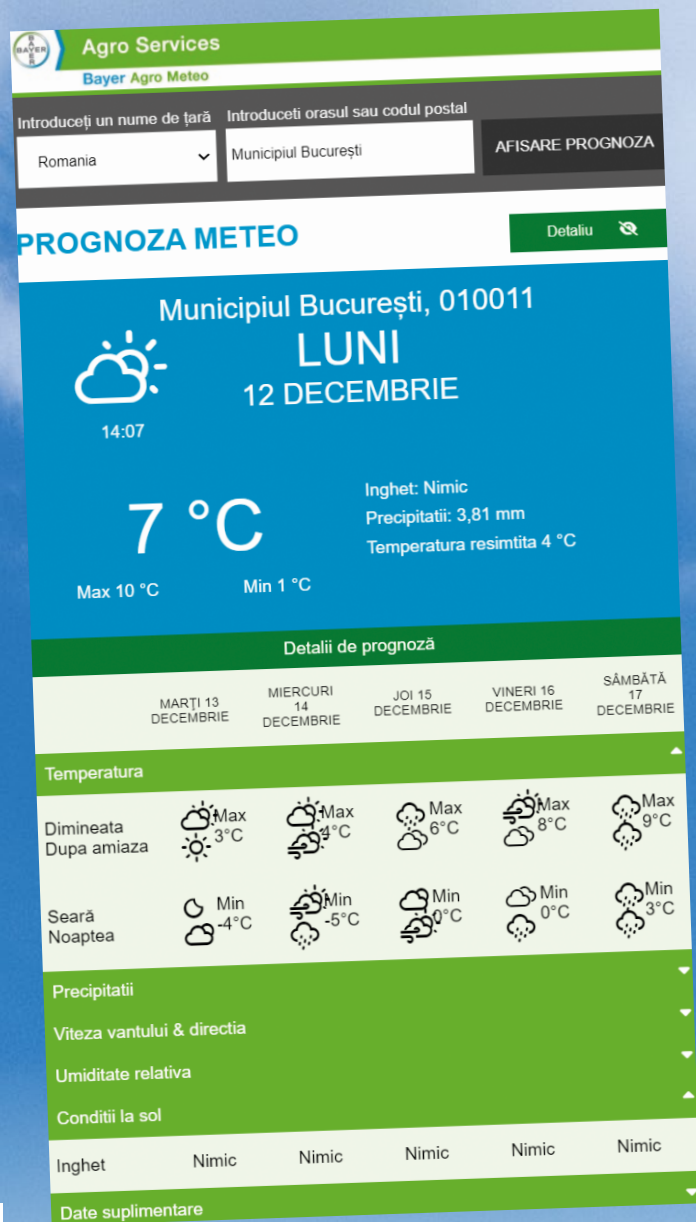 BAYER
BAYER
Agro Services
Bayer Agro Meteo
Introduceți un nume de țară
Introduceti orasul sau codul postal
Romania
Municipiul București
AFISARE PROGNOZA
PROGNOZA METEO
Detaliu
Municipiul București, 010011
LUNI
12 DECEMBRIE
14:07
7 °C
Inghet: Nimic
Precipitatii: 3,81 mm
Temperatura resimtita 4 °C
Max 10 °C
Min 1 °C
Detalii de prognoză
MARŢI 13
DECEMBRIE
MIERCURI
14
DECEMBRIE
JOI 15
DECEMBRIE
VINERI 16
DECEMBRIE
SÂMBĂTĂ
17
DECEMBRIE
Temperatura
Dimineata
Dupa amiaza
Max
3°C
Max
4°C
Max
6°C
Max
8°C
Max
9°C
Seară
Noaptea
Min
-4°C
Min
-5°C
Min
0°C
Min
0°C
Min
3°C
Precipitatii
Viteza vantului & directia
Umiditate relativa
Conditii la sol
Inghet
Nimic
Nimic
Nimic
Nimic
Nimic
Date suplimentare